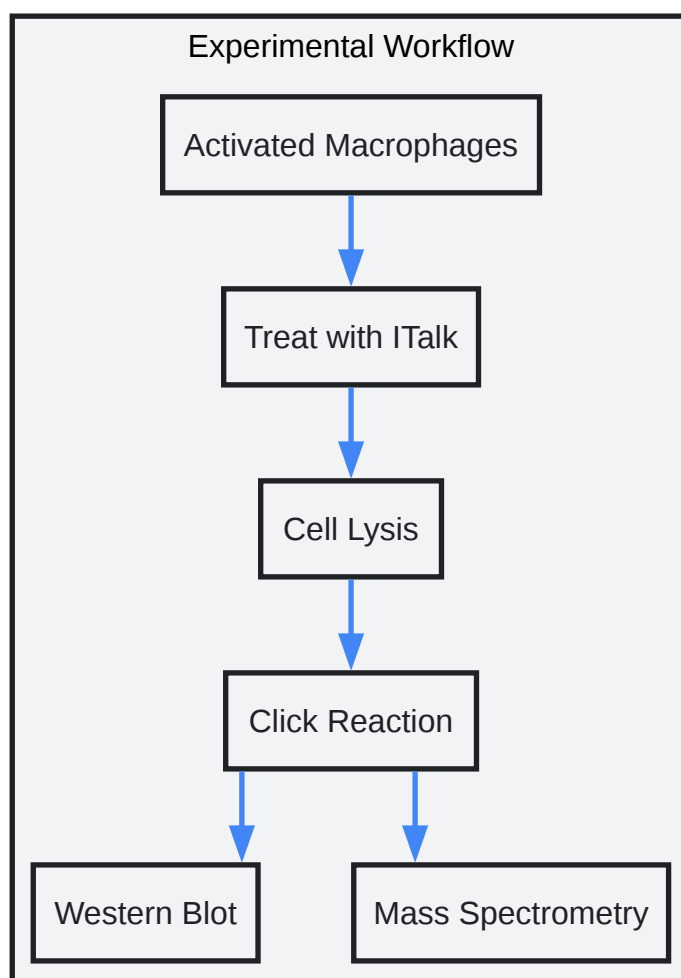 Experimental Workflow
Activated Macrophages
Treat with ITalk
Cell Lysis
Click Reaction
Western Blot
Mass Spectrometry